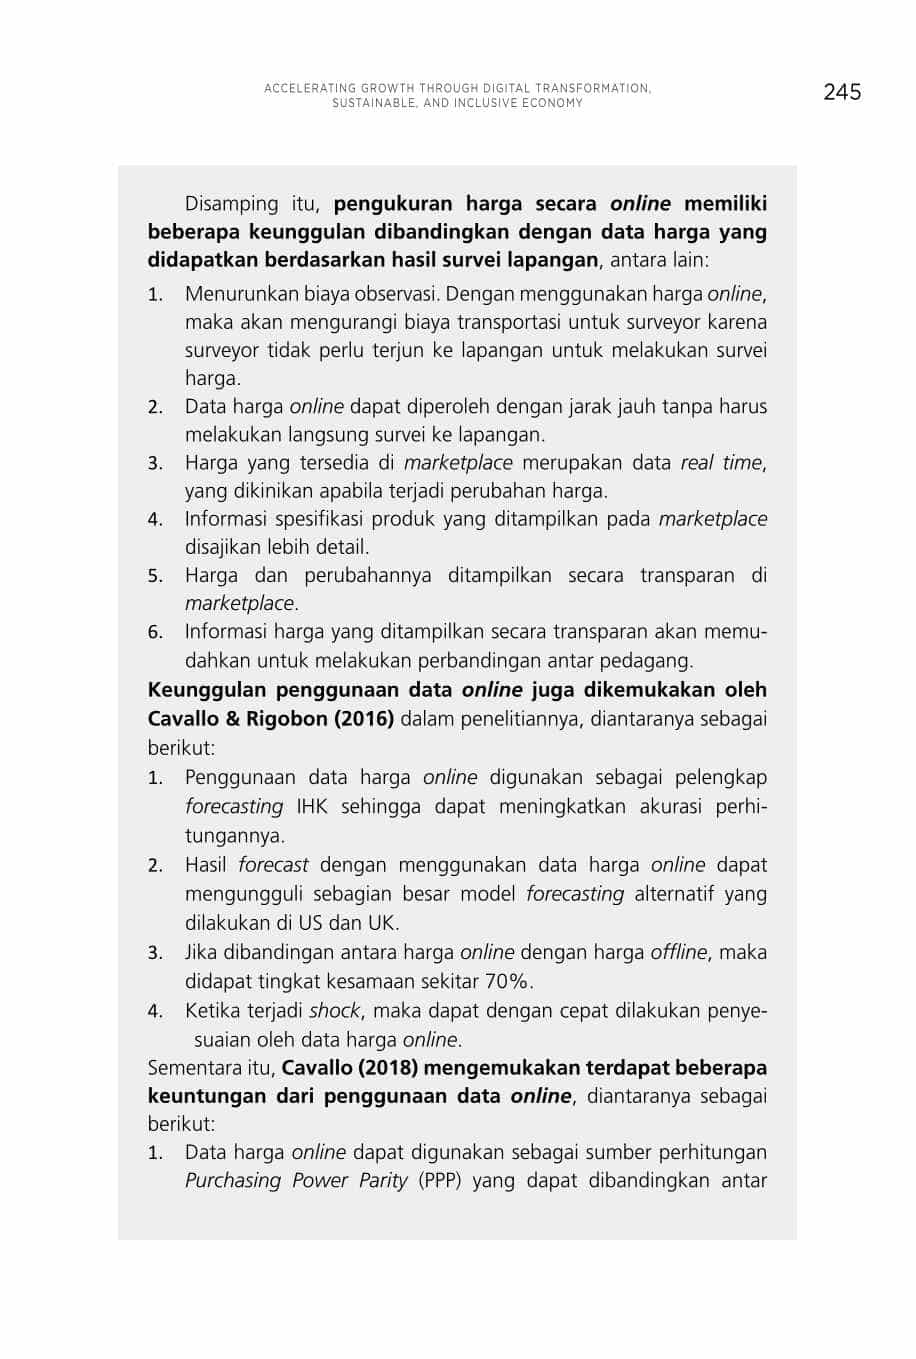 ACCELERATING GROWTH THROUGH DIGITAL TRANSFORMATION,
SUSTAINABLE, AND INCLUSIVE ECONOMY
245
Disamping itu, pengukuran harga secara online memiliki
beberapa keunggulan dibandingkan dengan data harga yang
didapatkan berdasarkan hasil survei lapangan, antara lain:
1. Menurunkan biaya observasi. Dengan menggunakan harga online,
maka akan mengurangi biaya transportasi untuk surveyor karena
surveyor tidak perlu terjun ke lapangan untuk melakukan survei
harga.
2. Data harga online dapat diperoleh dengan jarak jauh tanpa harus
melakukan langsung survei ke lapangan.
3. Harga yang tersedia di marketplace merupakan data real time,
yang dikinikan apabila terjadi perubahan harga.
4. Informasi spesifikasi produk yang ditampilkan pada marketplace
disajikan lebih detail.
5. Harga dan perubahannya ditampilkan secara transparan di
marketplace.
6. Informasi harga yang ditampilkan secara transparan akan memu-
dahkan untuk melakukan perbandingan antar pedagang.
Keunggulan penggunaan data online juga dikemukakan oleh
Cavallo & Rigobon (2016) dalam penelitiannya, diantaranya sebagai
berikut:
1. Penggunaan data harga online digunakan sebagai pelengkap
forecasting IHK sehingga dapat meningkatkan akurasi perhi-
tungannya.
2. Hasil forecast dengan menggunakan data harga online dapat
mengungguli sebagian besar model forecasting alternatif yang
dilakukan di US dan UK.
3. Jika dibandingan antara harga online dengan harga offline, maka
didapat tingkat kesamaan sekitar 70%.
4. Ketika terjadi shock, maka dapat dengan cepat dilakukan penye-
suaian oleh data harga online.
Sementara itu, Cavallo (2018) mengemukakan terdapat beberapa
keuntungan dari penggunaan data online, diantaranya sebagai
berikut:
1. Data harga online dapat digunakan sebagai sumber perhitungan
Purchasing Power Parity (PPP) yang dapat dibandingkan antar